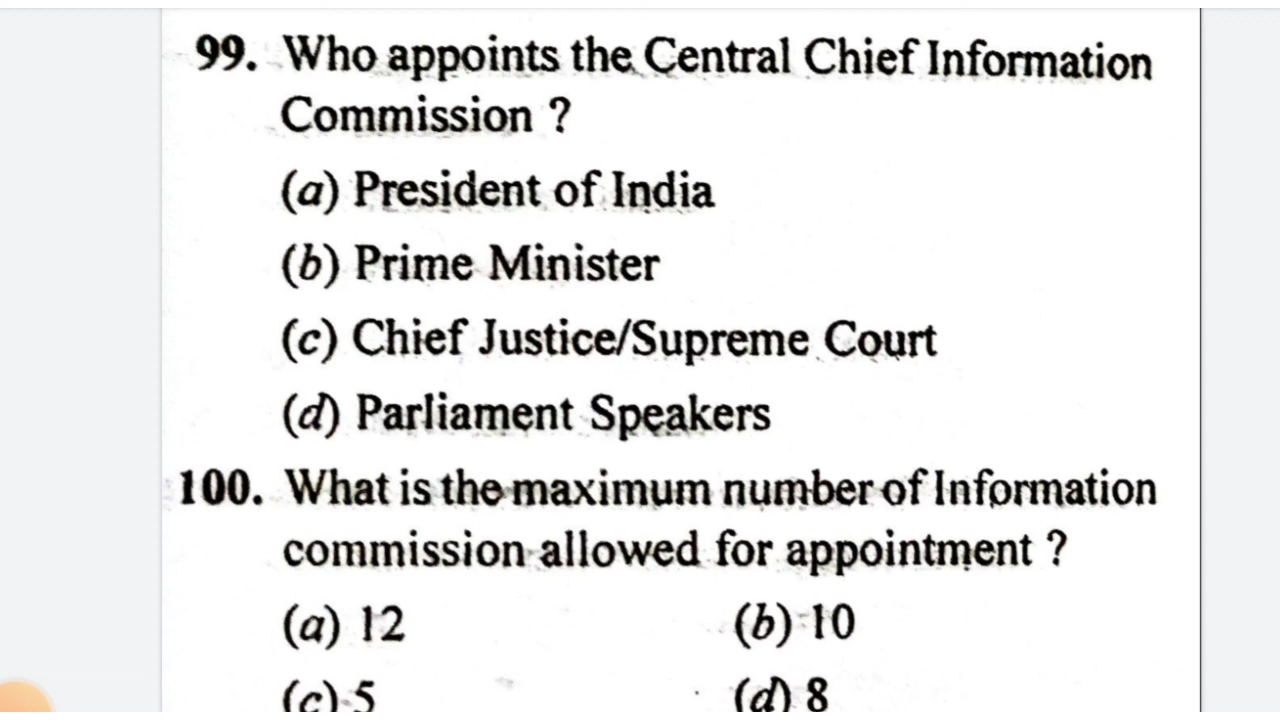 99. Who appoints the Central Chief Information
Commission ?
(a) President of India
(b) Prime Minister
(c) Chief Justice/Supreme Court
(d) Parliament Speakers
100. What is the maximum number of Information
commission allowed for appointment ?
(a) 12 (b) 10
(c) 5 (d) 8